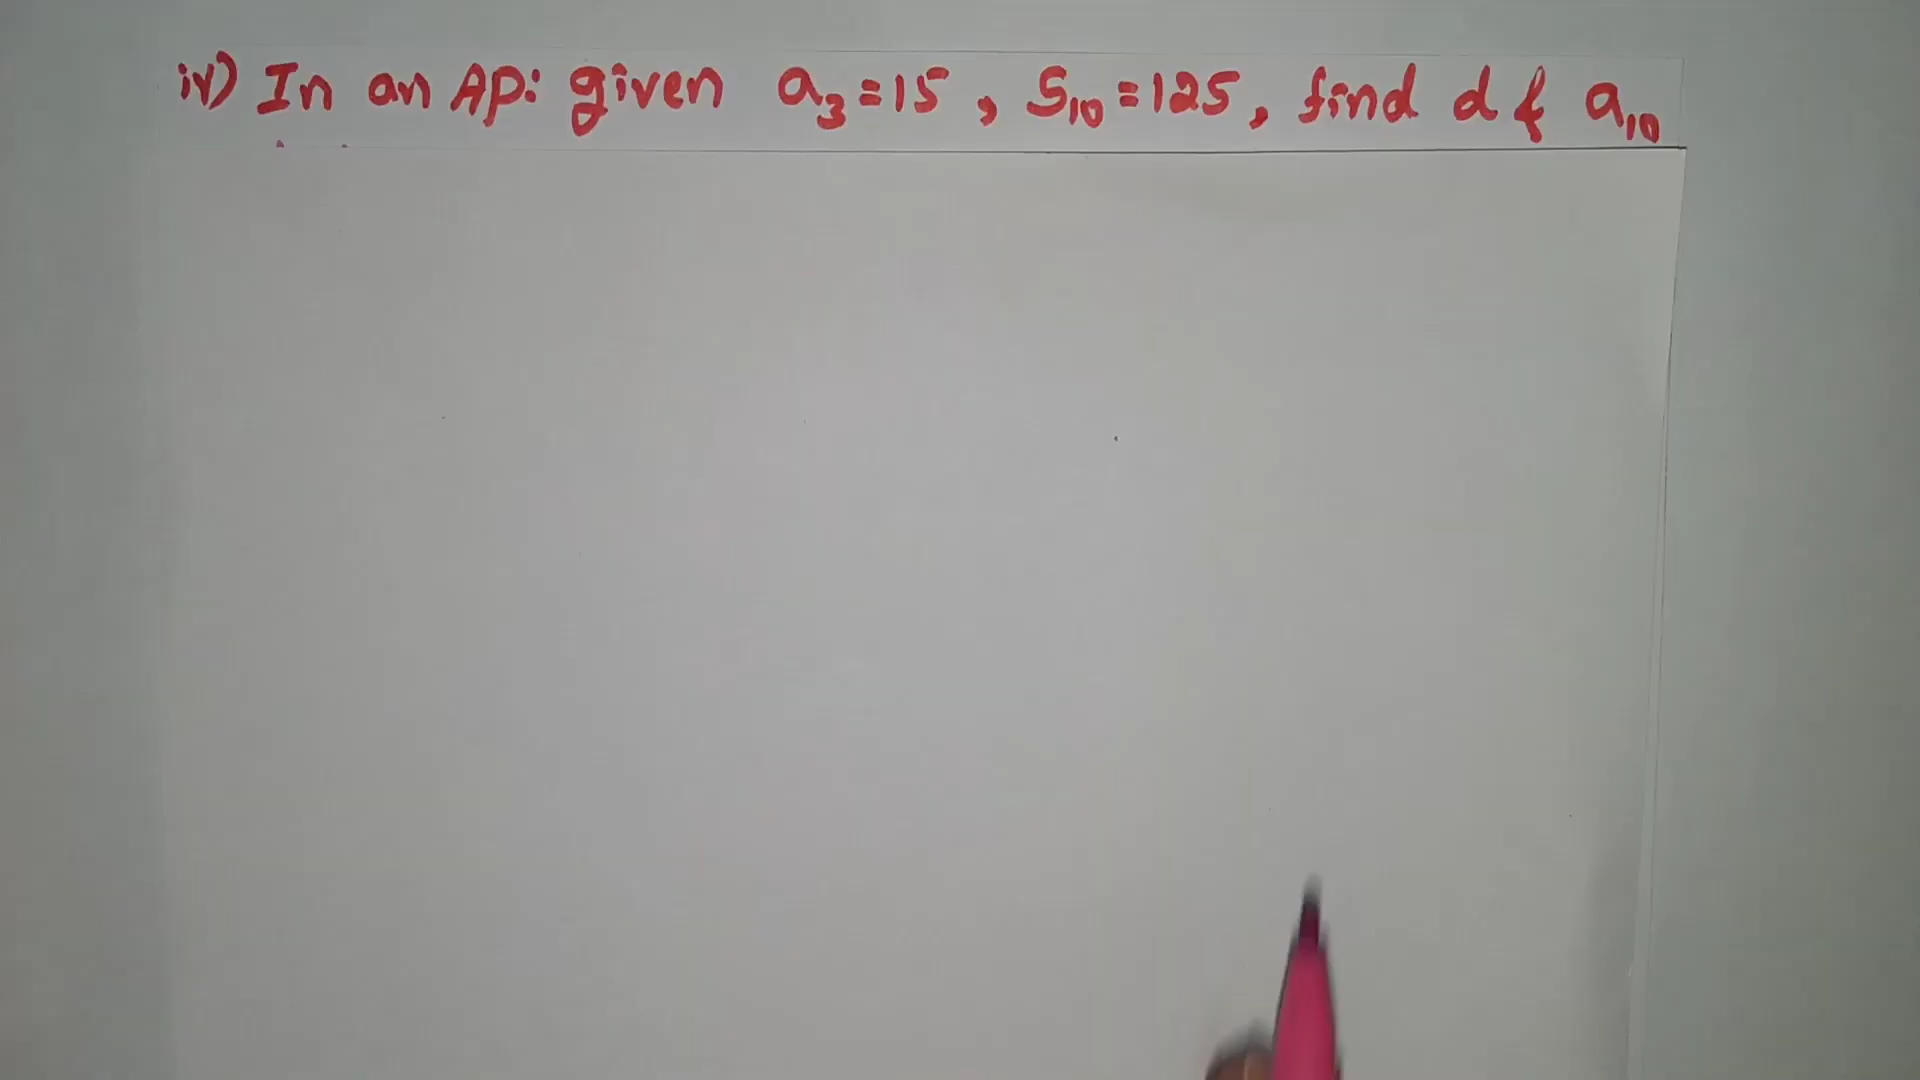 iv) In an AP: given a₃=15, S₁₀=125, find d & a₁₀